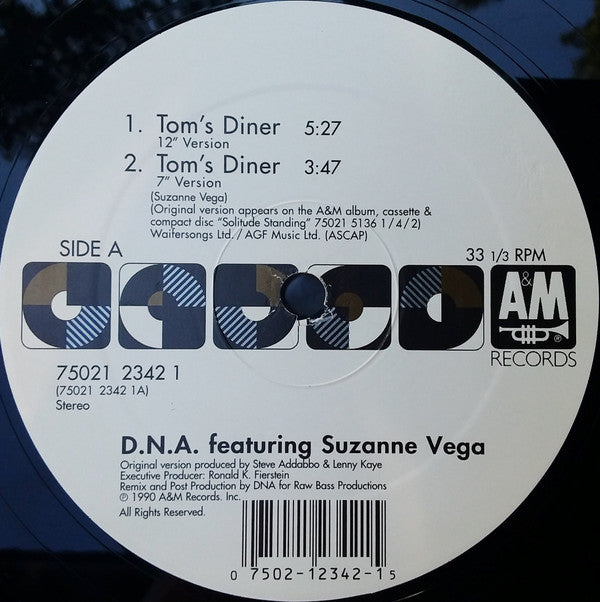 1. Tom's Diner 5:27
12" Version
2. Tom's Diner 3:47
7" Version
(Suzanne Vega)
(Original version appears on the A&M album, cassette &
compact disc "Solitude Standing" 75021 5136 1/4/2)
Waifersongs Ltd. / AGF Music Ltd. (ASCAP)
SIDE A
33 1/3 RPM
A&M
®
RECORDS
75021 2342 1
(75021 2342 1A)
Stereo
D.N.A. featuring Suzanne Vega
Original version produced by Steve Addabbo & Lenny Kaye
Executive Producer: Ronald K. Fierstein
Remix and Post Production by DNA for Raw Bass Productions
℗ 1990 A&M Records. Inc.
All Rights Reserved.
0 7502-12342-1 5